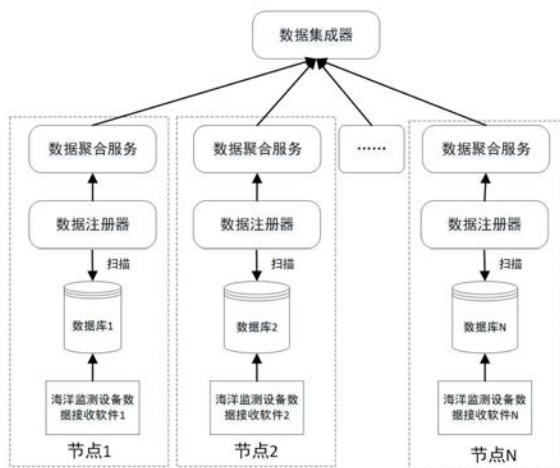 数据集成器
数据聚合服务
数据聚合服务
......
数据聚合服务
数据注册器
数据注册器
数据注册器
扫描
扫描
扫描
数据库1
数据库2
数据库N
海洋监测设备数
据接收软件1
海洋监测设备数
据接收软件2
海洋监测设备数
据接收软件N
节点1
节点2
节点N